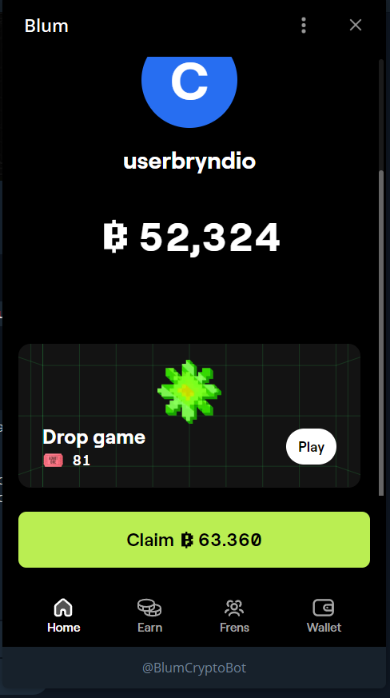 Blum
C
userbryndio
₿ 52,324
Drop game
81
Play
Claim ₿ 63.360
Home
Earn
Frens
Wallet
@BlumCryptoBot